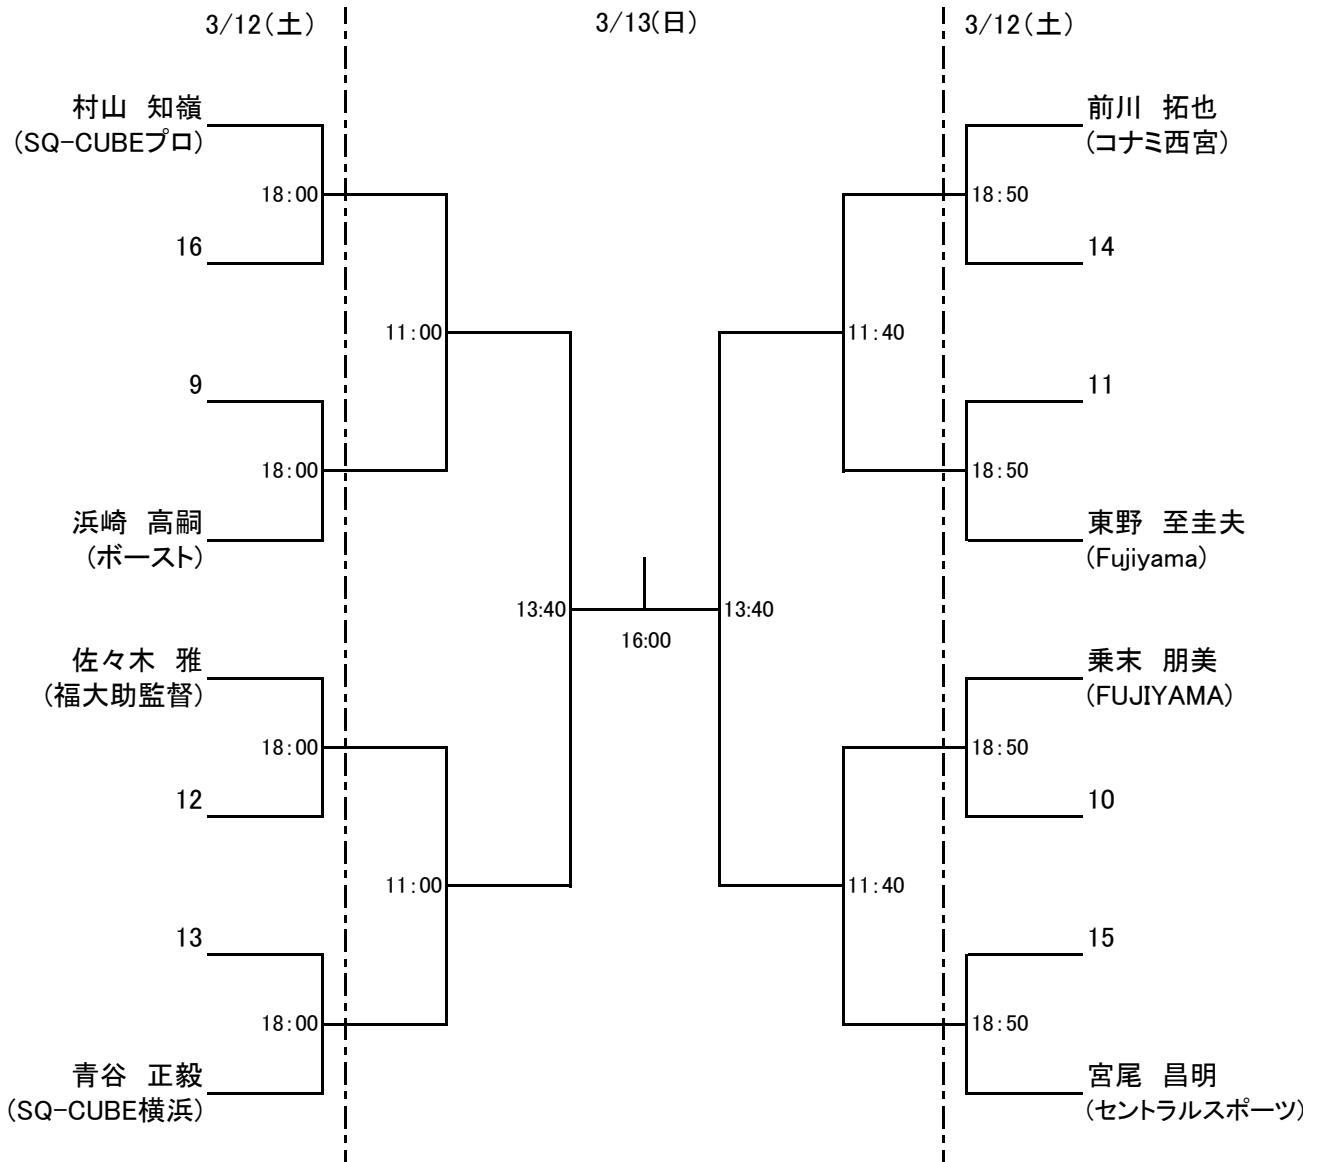 3/12(土)
3/13(日)
3/12(土)
村山　知嶺
(SQ-CUBEプロ)
18:00
16
11:00
9
18:00
浜崎　高嗣
(ボースト)
13:40
佐々木　雅
(福大助監督)
18:00
12
11:00
13
18:00
青谷　正毅
(SQ-CUBE横浜)
16:00
前川　拓也
(コナミ西宮)
18:50
14
11:40
11
18:50
東野　至圭夫
(Fujiyama)
13:40
乗末　朋美
(FUJIYAMA)
18:50
10
11:40
15
18:50
宮尾　昌明
(セントラルスポーツ)